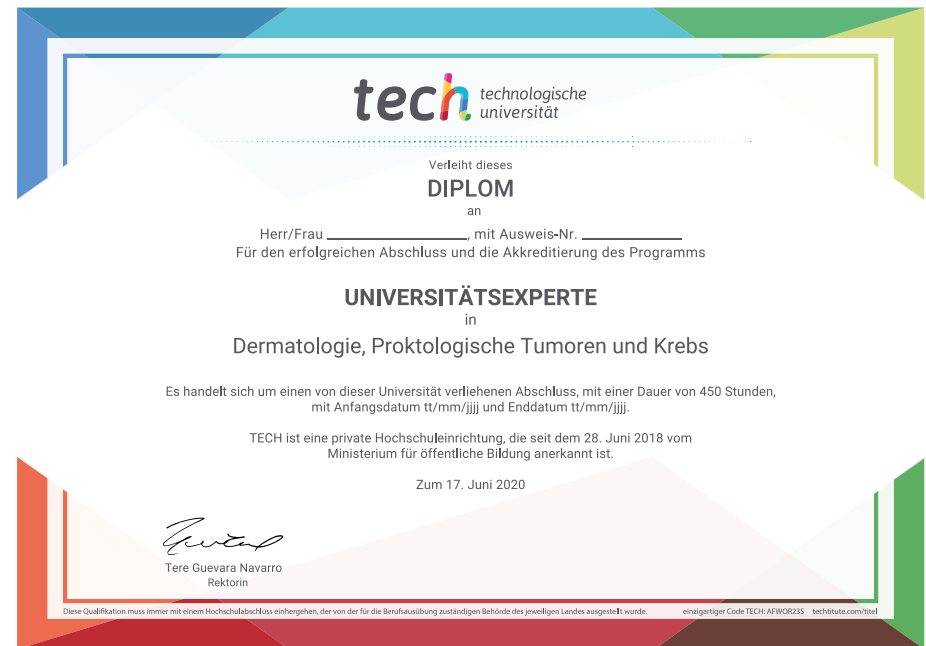 tech technologische
universität
Verleiht dieses
DIPLOM
an
Herr/Frau ____________________, mit Ausweis-Nr. ______________
Für den erfolgreichen Abschluss und die Akkreditierung des Programms
UNIVERSITÄTSEXPERTE
in
Dermatologie, Proktologische Tumoren und Krebs
Es handelt sich um einen von dieser Universität verliehenen Abschluss, mit einer Dauer von 450 Stunden,
mit Anfangsdatum tt/mm/jjjj und Enddatum tt/mm/jjjj.
TECH ist eine private Hochschuleinrichtung, die seit dem 28. Juni 2018 vom
Ministerium für öffentliche Bildung anerkannt ist.
Zum 17. Juni 2020
Tere Guevara Navarro
Rektorin
Diese Qualifikation muss immer mit einem Hochschulabschluss einhergehen, der von der für die Berufsausübung zuständigen Behörde des jeweiligen Landes ausgestellt wurde. einzigartiger Code TECH: AFWOR23S techtitute.com/titel